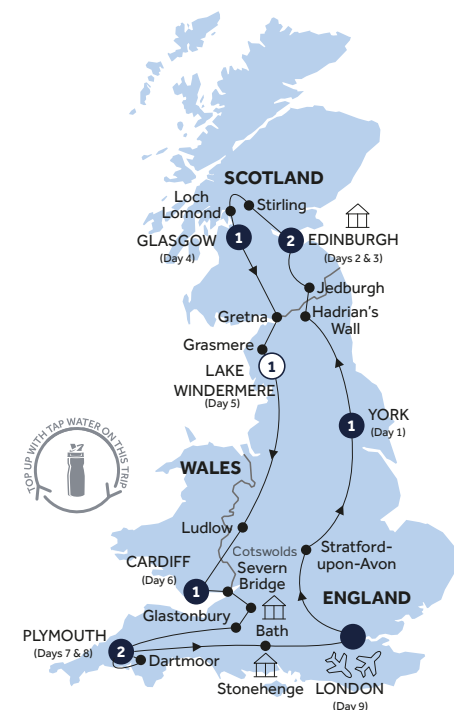 SCOTLAND
Loch
Lomond
Stirling
GLASGOW
(Day 4)
1
2
EDINBURGH
(Days 2 & 3)
Jedburgh
Gretna
Hadrian's
Wall
Grasmere
LAKE
WINDERMERE
(Day 5)
1
1
YORK
(Day 1)
TOP UP WITH TAP WATER ON THIS TRIP
WALES
Ludlow
Cotswolds
Stratford-
upon-Avon
CARDIFF
(Day 6)
1
Severn
Bridge
ENGLAND
Glastonbury
Bath
PLYMOUTH
(Days 7 & 8)
2
Dartmoor
Stonehenge
LONDON
(Day 9)